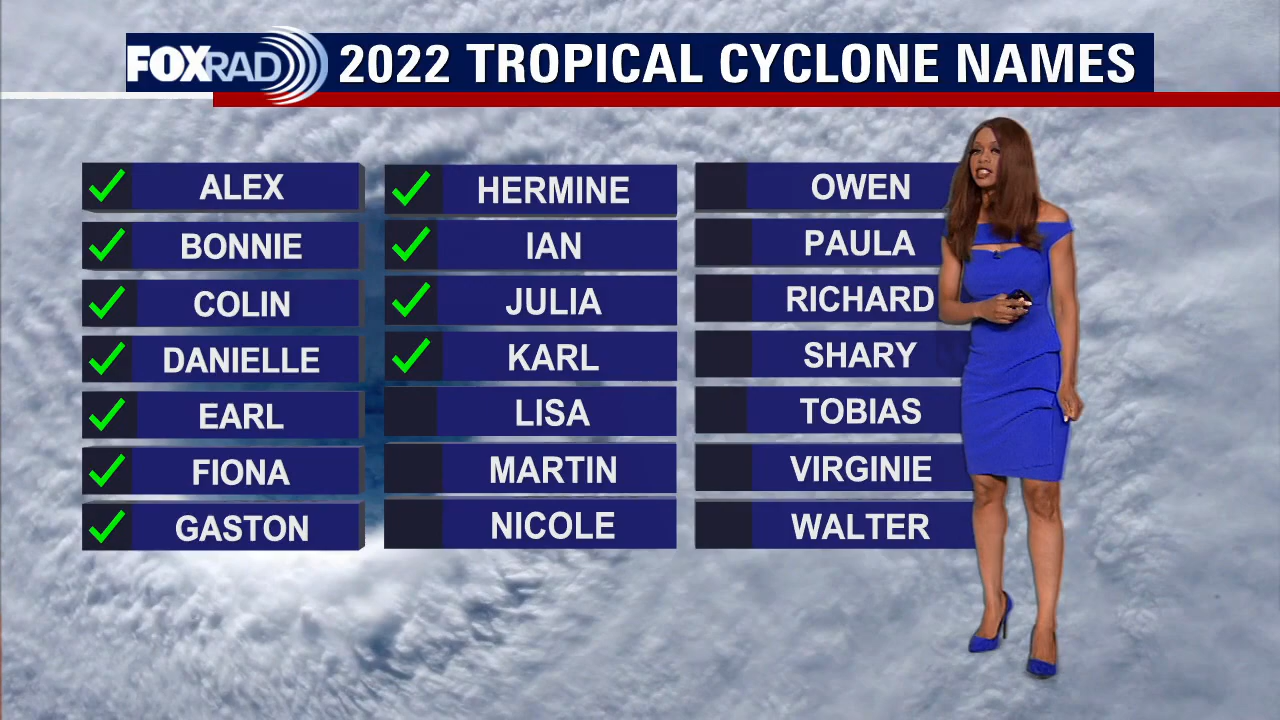 FOXRAD 2022 TROPICAL CYCLONE NAMES
ALEX
BONNIE
COLIN
DANIELLE
EARL
FIONA
GASTON
HERMINE
IAN
JULIA
KARL
LISA
MARTIN
NICOLE
OWEN
PAULA
RICHARD
SHARY
TOBIAS
VIRGINIE
WALTER